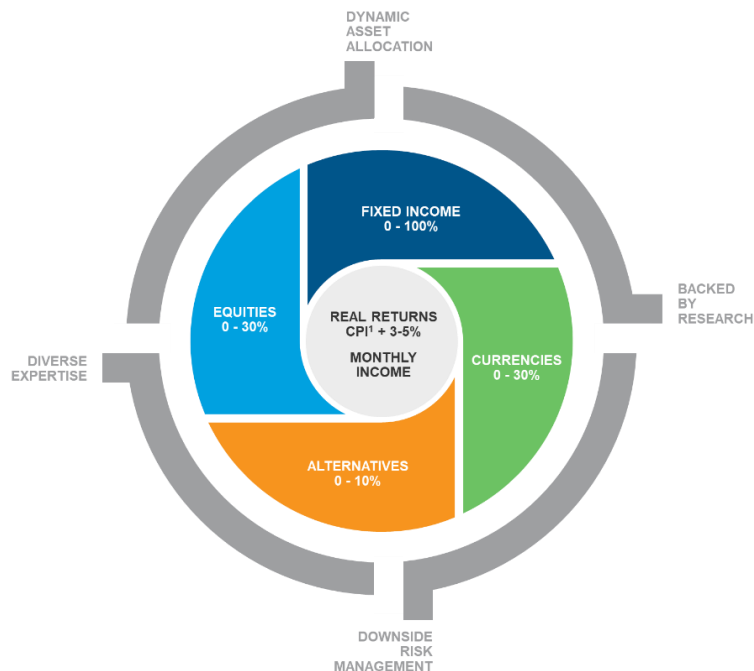 DYNAMIC
ASSET
ALLOCATION
FIXED INCOME
0 - 100%
EQUITIES
0 - 30%
REAL RETURNS
CPI¹ + 3-5%
MONTHLY
INCOME
BACKED
BY
RESEARCH
CURRENCIES
0 - 30%
DIVERSE
EXPERTISE
ALTERNATIVES
0 - 10%
DOWNSIDE
RISK
MANAGEMENT